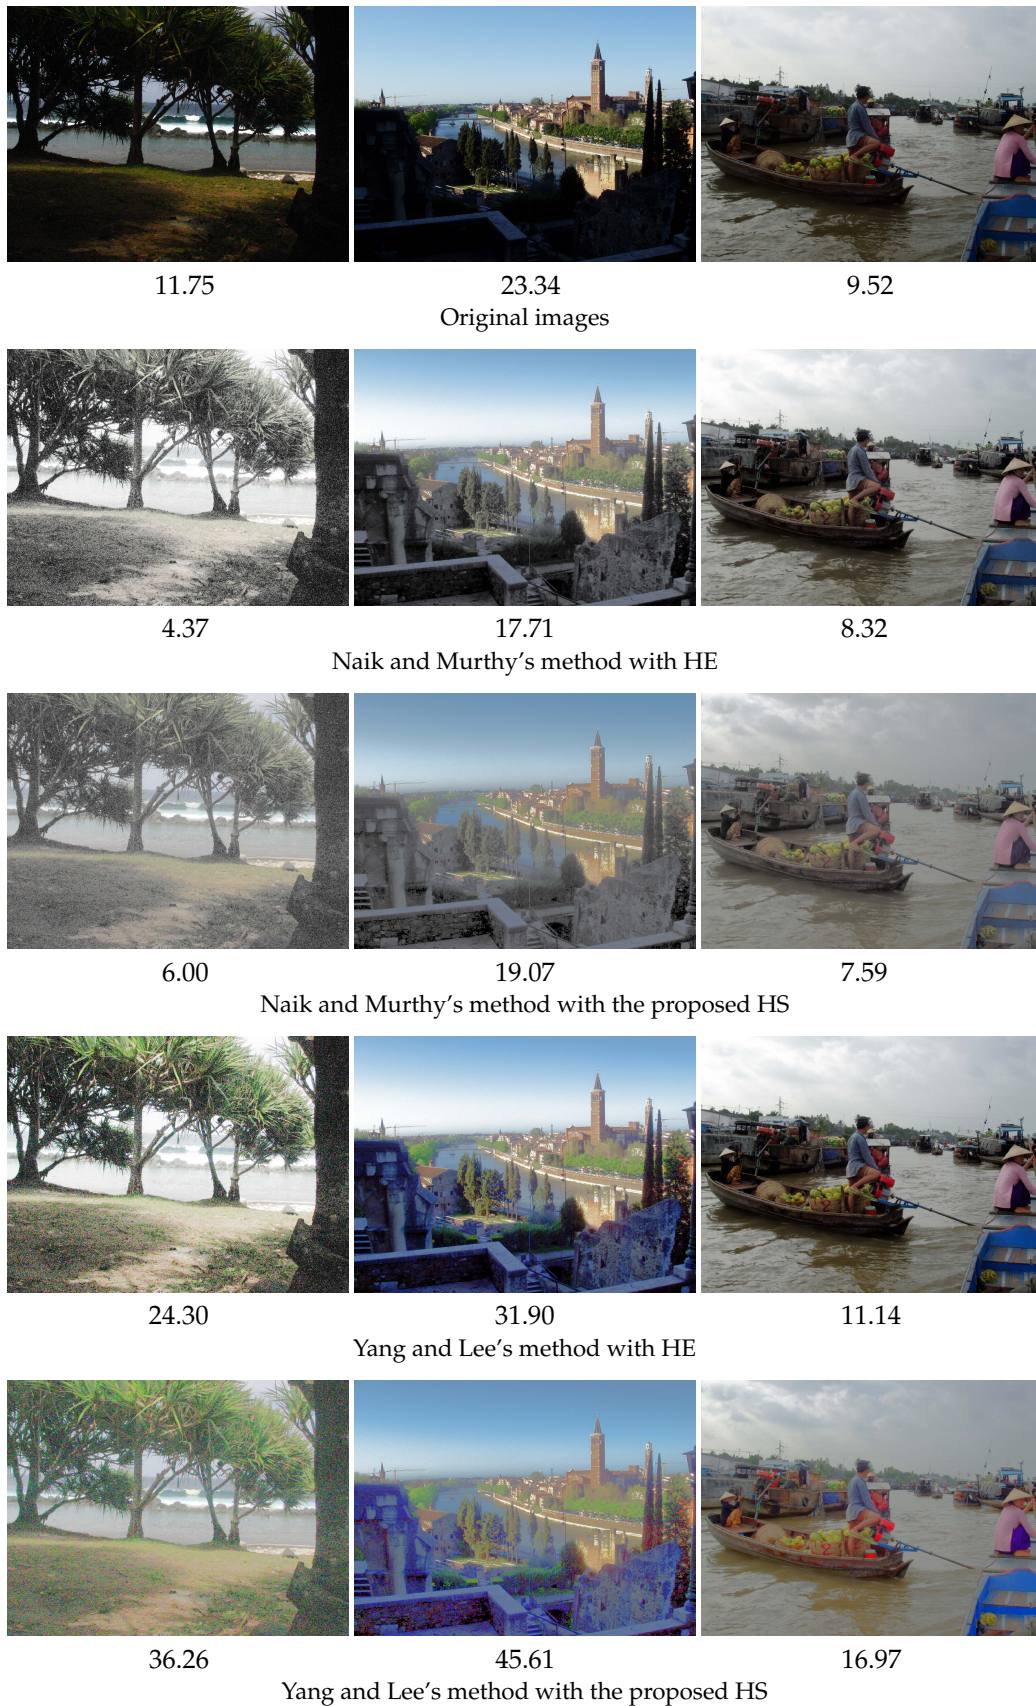 11.75 23.34 9.52
Original images
4.37 17.71 8.32
Naik and Murthy's method with HE
6.00 19.07 7.59
Naik and Murthy's method with the proposed HS
24.30 31.90 11.14
Yang and Lee's method with HE
36.26 45.61 16.97
Yang and Lee's method with the proposed HS